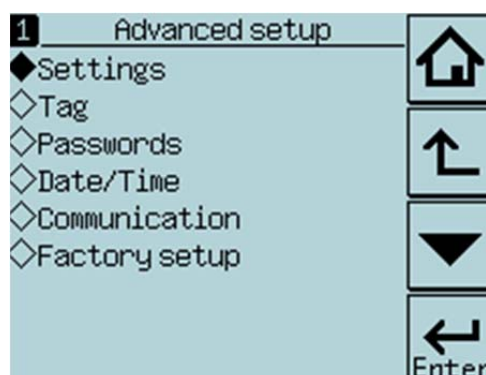 1 Advanced setup
Settings
Tag
Passwords
Date/Time
Communication
Factory setup
Enter